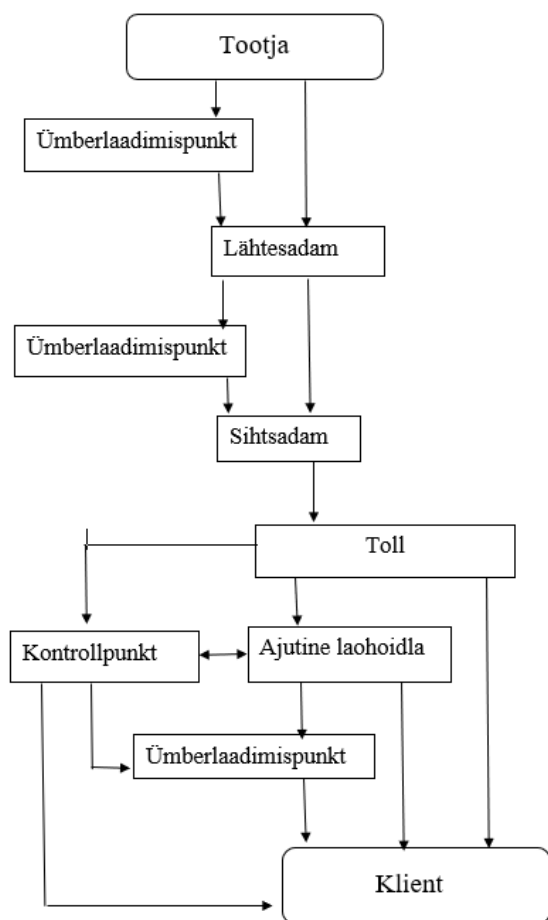 Tootja
Ümberlaadimispunkt
Lähtesadam
Ümberlaadimispunkt
Sihtsadam
Toll
Kontrollpunkt
Ajutine laohoidla
Ümberlaadimispunkt
Klient